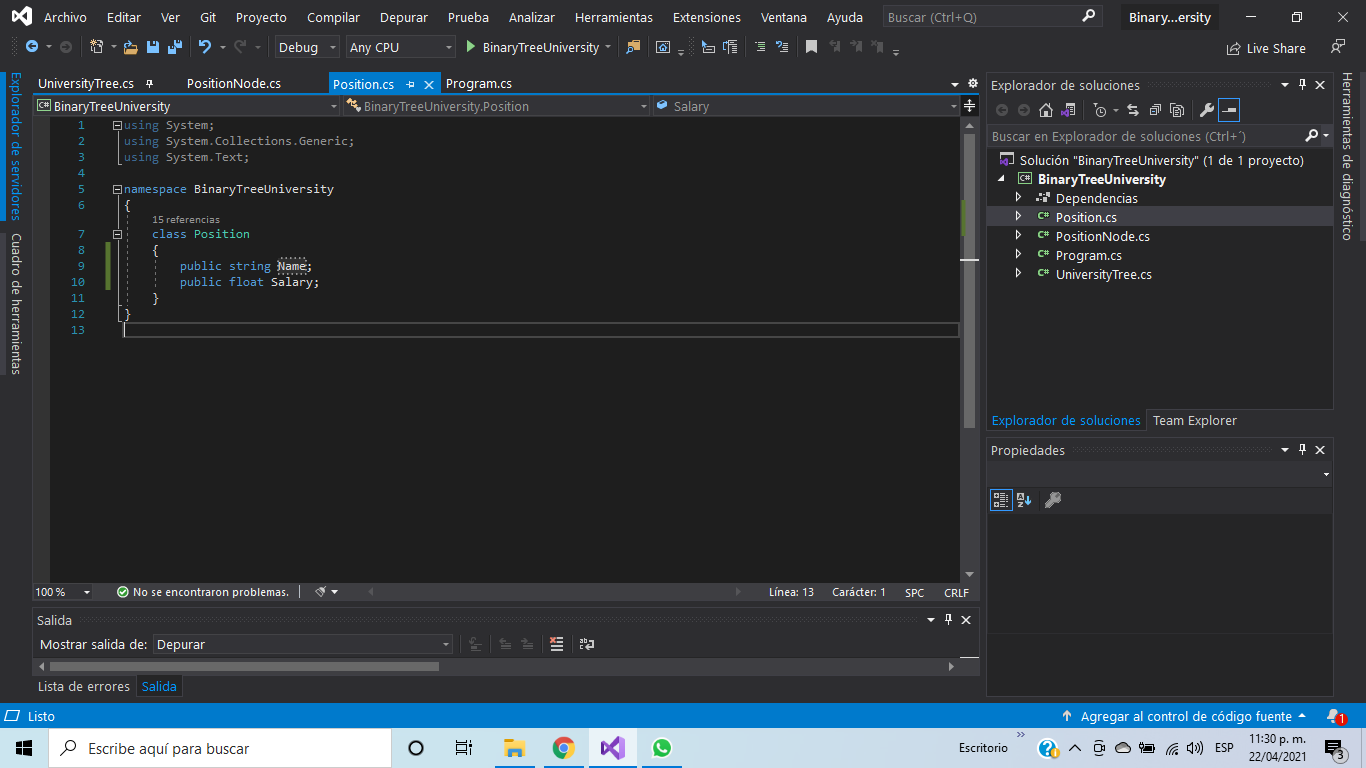 Archivo Editar Ver Git Proyecto Compilar Depurar Prueba Analizar Herramientas Extensiones Ventana Ayuda Buscar (Ctrl+Q) Binary...ersity
Debug Any CPU BinaryTreeUniversity Live Share
Explorador de servidores
Cuadro de herramientas
UniversityTree.cs PositionNode.cs Position.cs Program.cs
BinaryTreeUniversity BinaryTreeUniversity.Position Salary
1 using System;
2 using System.Collections.Generic;
3 using System.Text;
4
5 namespace BinaryTreeUniversity
6 {
15 referencias
7 class Position
8 {
9 public string Name;
10 public float Salary;
11 }
12 }
13
100 % No se encontraron problemas. Línea: 13 Carácter: 1 SPC CRLF
Salida
Mostrar salida de: Depurar
Lista de errores Salida
Explorador de soluciones
Buscar en Explorador de soluciones (Ctrl+´)
Solución "BinaryTreeUniversity" (1 de 1 proyecto)
BinaryTreeUniversity
Dependencias
Position.cs
PositionNode.cs
Program.cs
UniversityTree.cs
Explorador de soluciones Team Explorer
Propiedades
Herramientas de diagnóstico
Listo Agregar al control de código fuente 1
Escribe aquí para buscar Escritorio ESP 11:30 p. m.
22/04/2021 3